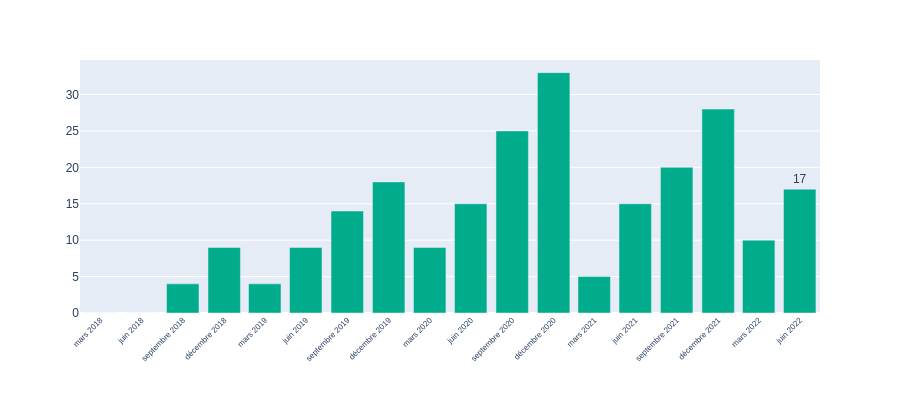 30
25
20
15
10
5
0
17
mars 2018
juin 2018
septembre 2018
décembre 2018
mars 2019
juin 2019
septembre 2019
décembre 2019
mars 2020
juin 2020
septembre 2020
décembre 2020
mars 2021
juin 2021
septembre 2021
décembre 2021
mars 2022
juin 2022